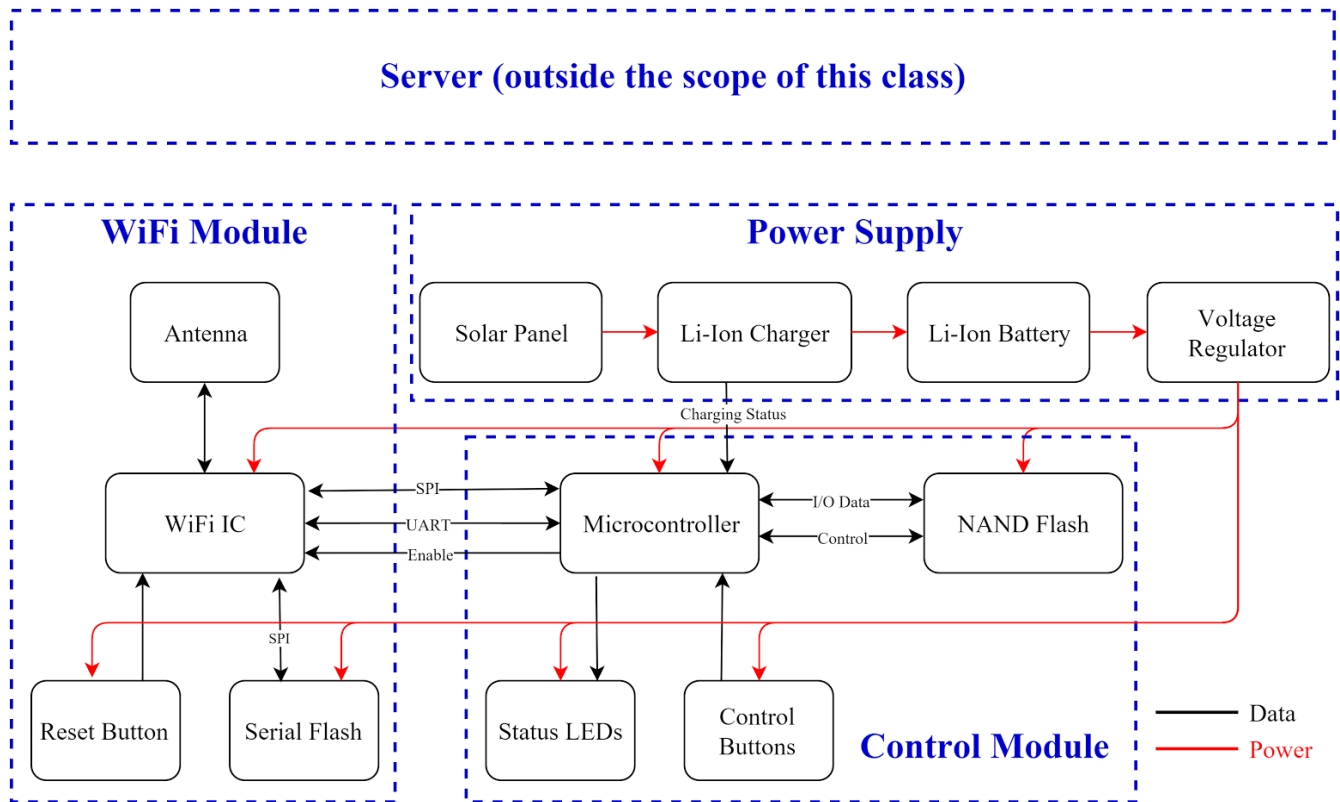 Server (outside the scope of this class)
WiFi Module
Power Supply
Antenna
Solar Panel
Li-Ion Charger
Li-Ion Battery
Voltage
Regulator
Charging Status
WiFi IC
SPI
UART
Enable
Microcontroller
I/O Data
Control
NAND Flash
SPI
Reset Button
Serial Flash
Status LEDs
Control
Buttons
Control Module
Data
Power